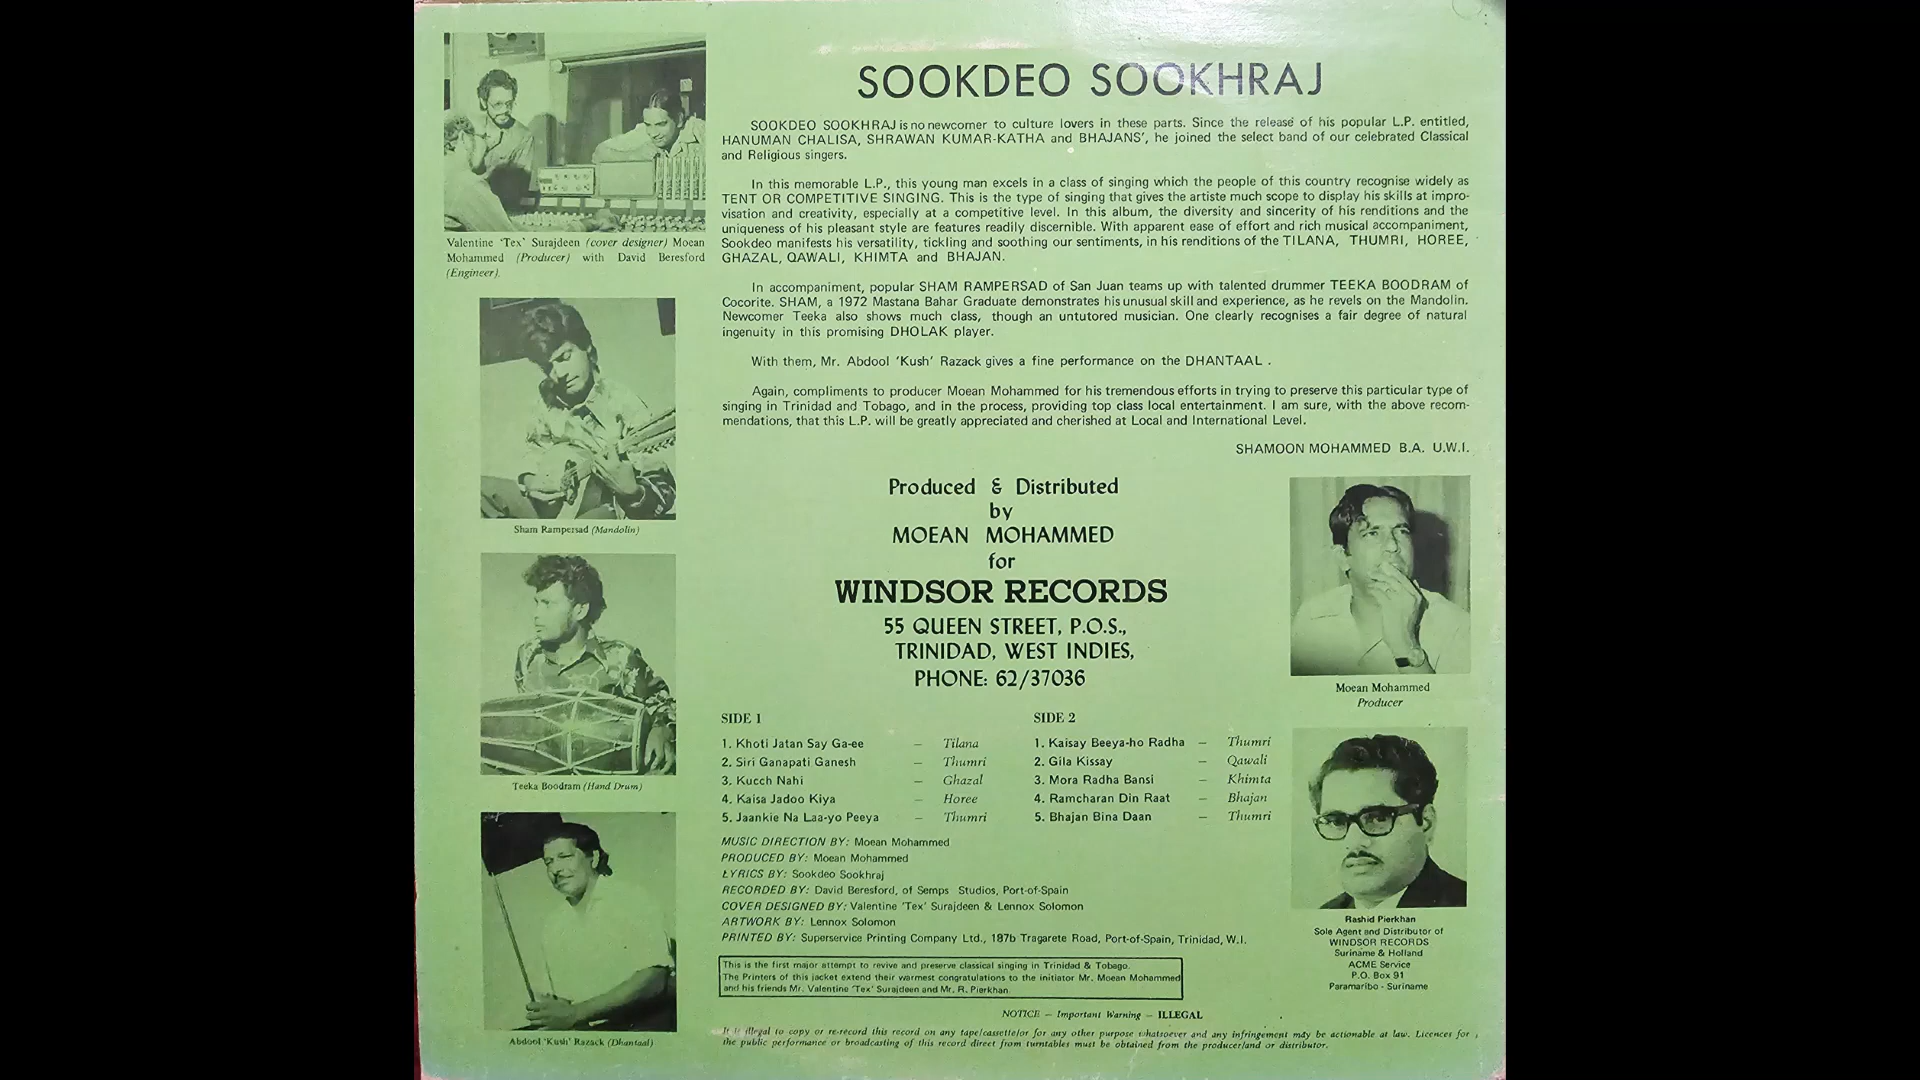 SOOKDEO SOOKHRAJ
SOOKDEO SOOKHRAJ is no newcomer to culture lovers in these parts. Since the release of his popular L.P. entitled,
HANUMAN CHALISA, SHRAWAN KUMAR-KATHA and BHAJANS', he joined the select band of our celebrated Classical
and Religious singers.
In this memorable L.P., this young man excels in a class of singing which the people of this country recognise widely as
TENT OR COMPETITIVE SINGING. This is the type of singing that gives the artiste much scope to display his skills at impro-
visation and creativity, especially at a competitive level. In this album, the diversity and sincerity of his renditions and the
uniqueness of his pleasant style are features readily discernible. With apparent ease of effort and rich musical accompaniment,
Sookdeo manifests his versatility, tickling and soothing our sentiments, in his renditions of the TILANA, THUMRI, HOREE,
GHAZAL, QAWALI, KHIMTA and BHAJAN.
In accompaniment, popular SHAM RAMPERSAD of San Juan teams up with talented drummer TEEKA BOODRAM of
Cocorite. SHAM, a 1972 Mastana Bahar Graduate demonstrates his unusual skill and experience, as he revels on the Mandolin.
Newcomer Teeka also shows much class, though an untutored musician. One clearly recognises a fair degree of natural
ingenuity in this promising DHOLAK player.
With them, Mr. Abdool 'Kush' Razack gives a fine performance on the DHANTAAL .
Again, compliments to producer Moean Mohammed for his tremendous efforts in trying to preserve this particular type of
singing in Trinidad and Tobago, and in the process, providing top class local entertainment. I am sure, with the above recom-
mendations, that this L.P. will be greatly appreciated and cherished at Local and International Level.
SHAMOON MOHAMMED B.A. U.W.I.
Valentine 'Tex' Surajdeen (cover designer) Moean
Mohammed (Producer) with David Beresford
(Engineer).
Sham Rampersad (Mandolin)
Teeka Boodram (Hand Drum)
Abdool 'Kush' Razack (Dhantaal)
Produced & Distributed
by
MOEAN MOHAMMED
for
WINDSOR RECORDS
55 QUEEN STREET, P.O.S.,
TRINIDAD, WEST INDIES,
PHONE: 62/37036
Moean Mohammed
Producer
SIDE 1
1. Khoti Jatan Say Ga-ee – Tilana
2. Siri Ganapati Ganesh – Thumri
3. Kucch Nahi – Ghazal
4. Kaisa Jadoo Kiya – Horee
5. Jaankie Na Laa-yo Peeya – Thumri
SIDE 2
1. Kaisay Beeya-ho Radha – Thumri
2. Gila Kissay – Qawali
3. Mora Radha Bansi – Khimta
4. Ramcharan Din Raat – Bhajan
5. Bhajan Bina Daan – Thumri
MUSIC DIRECTION BY: Moean Mohammed
PRODUCED BY: Moean Mohammed
LYRICS BY: Sookdeo Sookhraj
RECORDED BY: David Beresford, of Semps Studios, Port-of-Spain
COVER DESIGNED BY: Valentine 'Tex' Surajdeen & Lennox Solomon
ARTWORK BY: Lennox Solomon
PRINTED BY: Superservice Printing Company Ltd., 187b Tragarete Road, Port-of-Spain, Trinidad, W.I.
Rashid Pierkhan
Sole Agent and Distributor of
WINDSOR RECORDS
Suriname & Holland
ACME Service
P.O. Box 91
Paramaribo - Suriname
This is the first major attempt to revive and preserve classical singing in Trinidad & Tobago.
The Printers of this jacket extend their warmest congratulations to the initiator Mr. Moean Mohammed
and his friends Mr. Valentine 'Tex' Surajdeen and Mr. R. Pierkhan.
NOTICE – Important Warning – ILLEGAL
It is illegal to copy or re-record this record on any tape/cassette/or for any other purpose whatsoever and any infringement may be actionable at law. Licences for
the public performance or broadcasting of this record direct from turntables must be obtained from the producer/and or distributor.